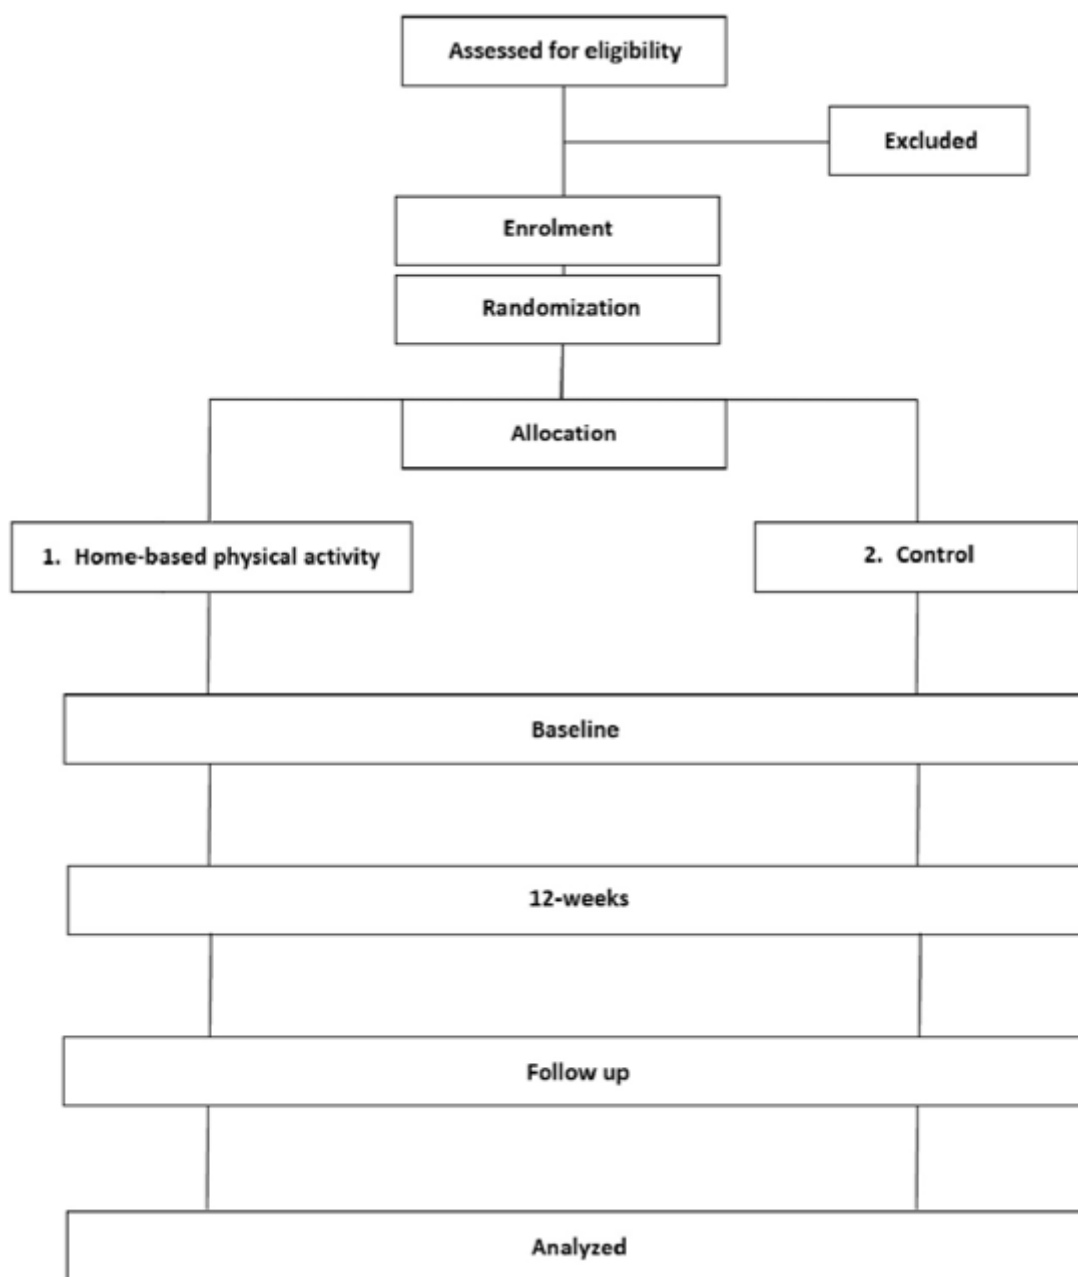 Assessed for eligibility
Excluded
Enrolment
Randomization
Allocation
1. Home-based physical activity
2. Control
Baseline
12-weeks
Follow up
Analyzed